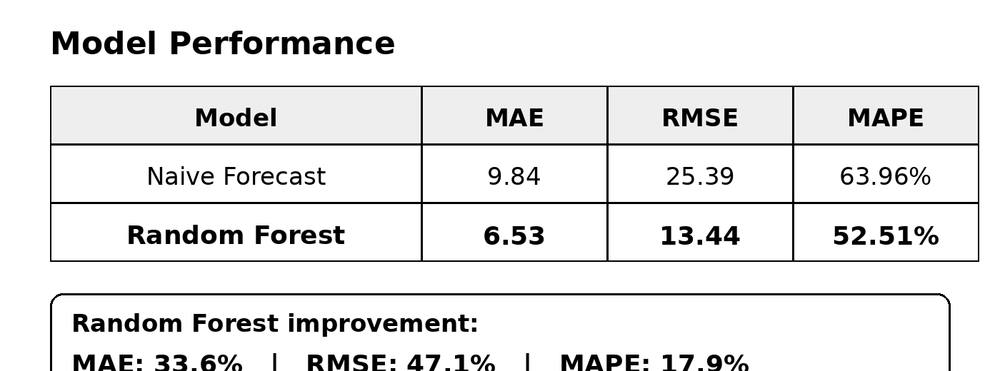 Model Performance
Model MAE RMSE MAPE
Naive Forecast 9.84 25.39 63.96%
Random Forest 6.53 13.44 52.51%
Random Forest improvement:
MAE: 33.6% | RMSE: 47.1% | MAPE: 17.9%